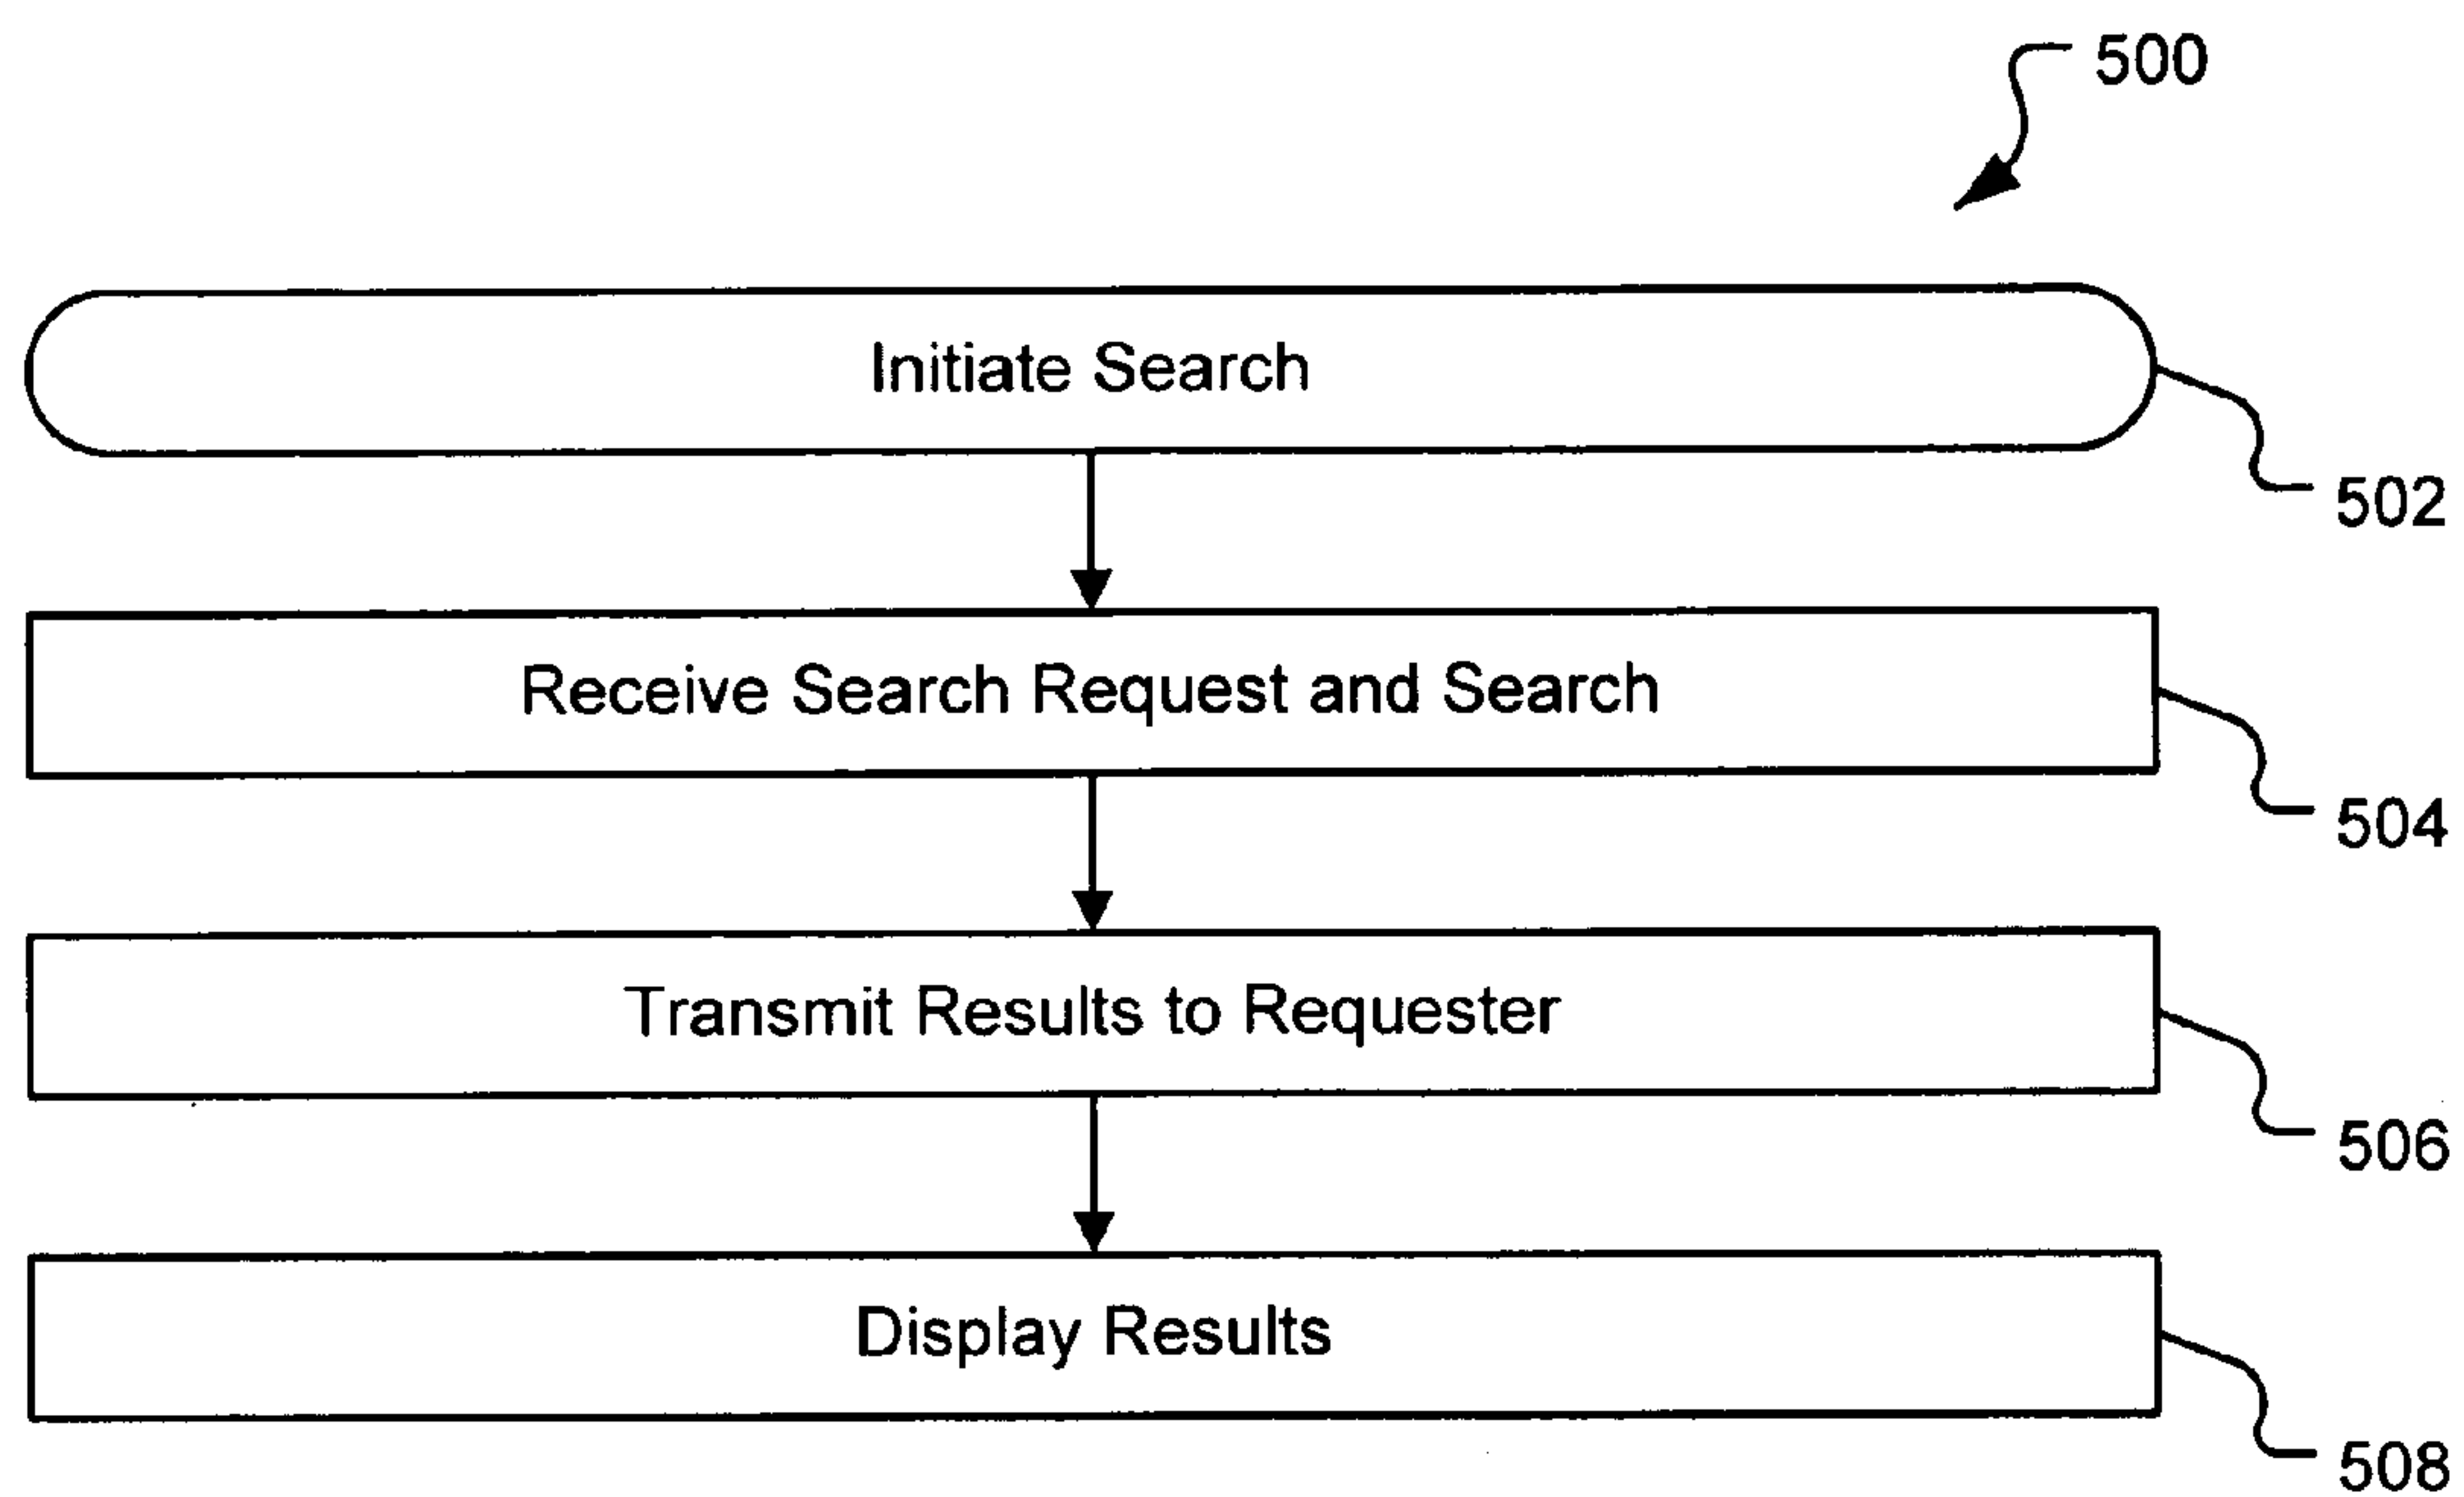 500
Initiate Search
502
Receive Search Request and Search
504
Transmit Results to Requester
506
Display Results
508